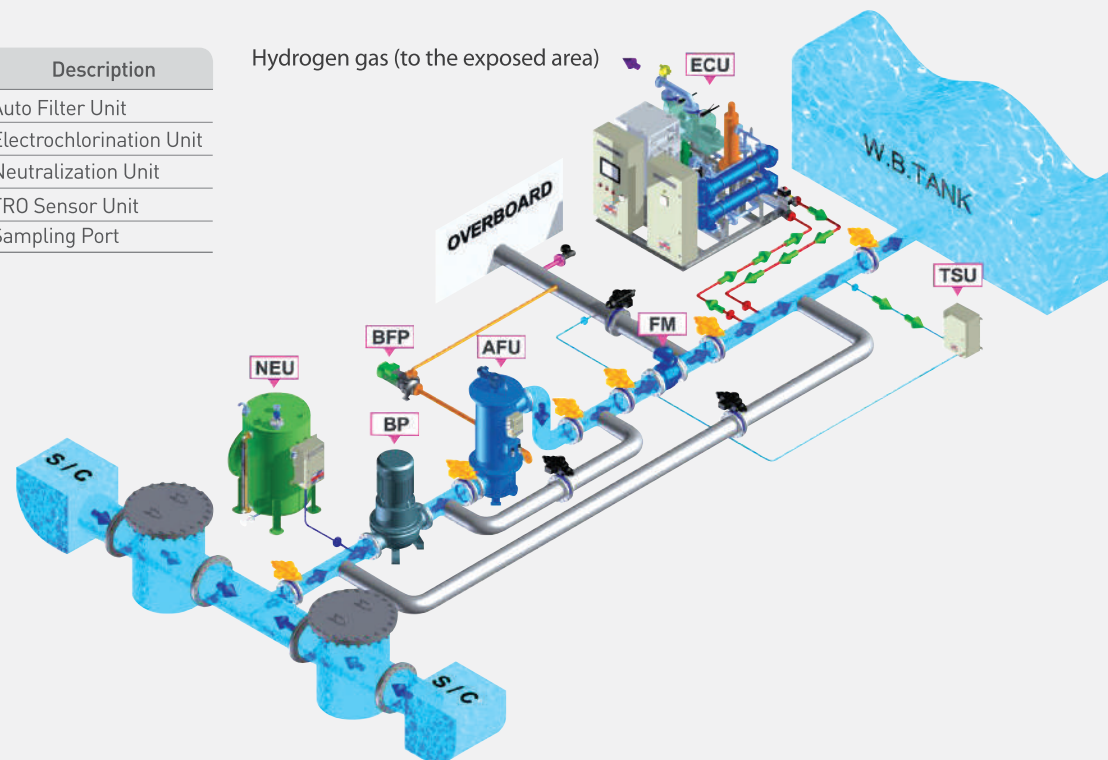 Description
Auto Filter Unit
Electrochlorination Unit
Neutralization Unit
TRO Sensor Unit
Sampling Port
Hydrogen gas (to the exposed area)
ECU
W.B.TANK
OVERBOARD
TSU
FM
BFP
AFU
NEU
BP
S/C
S/C